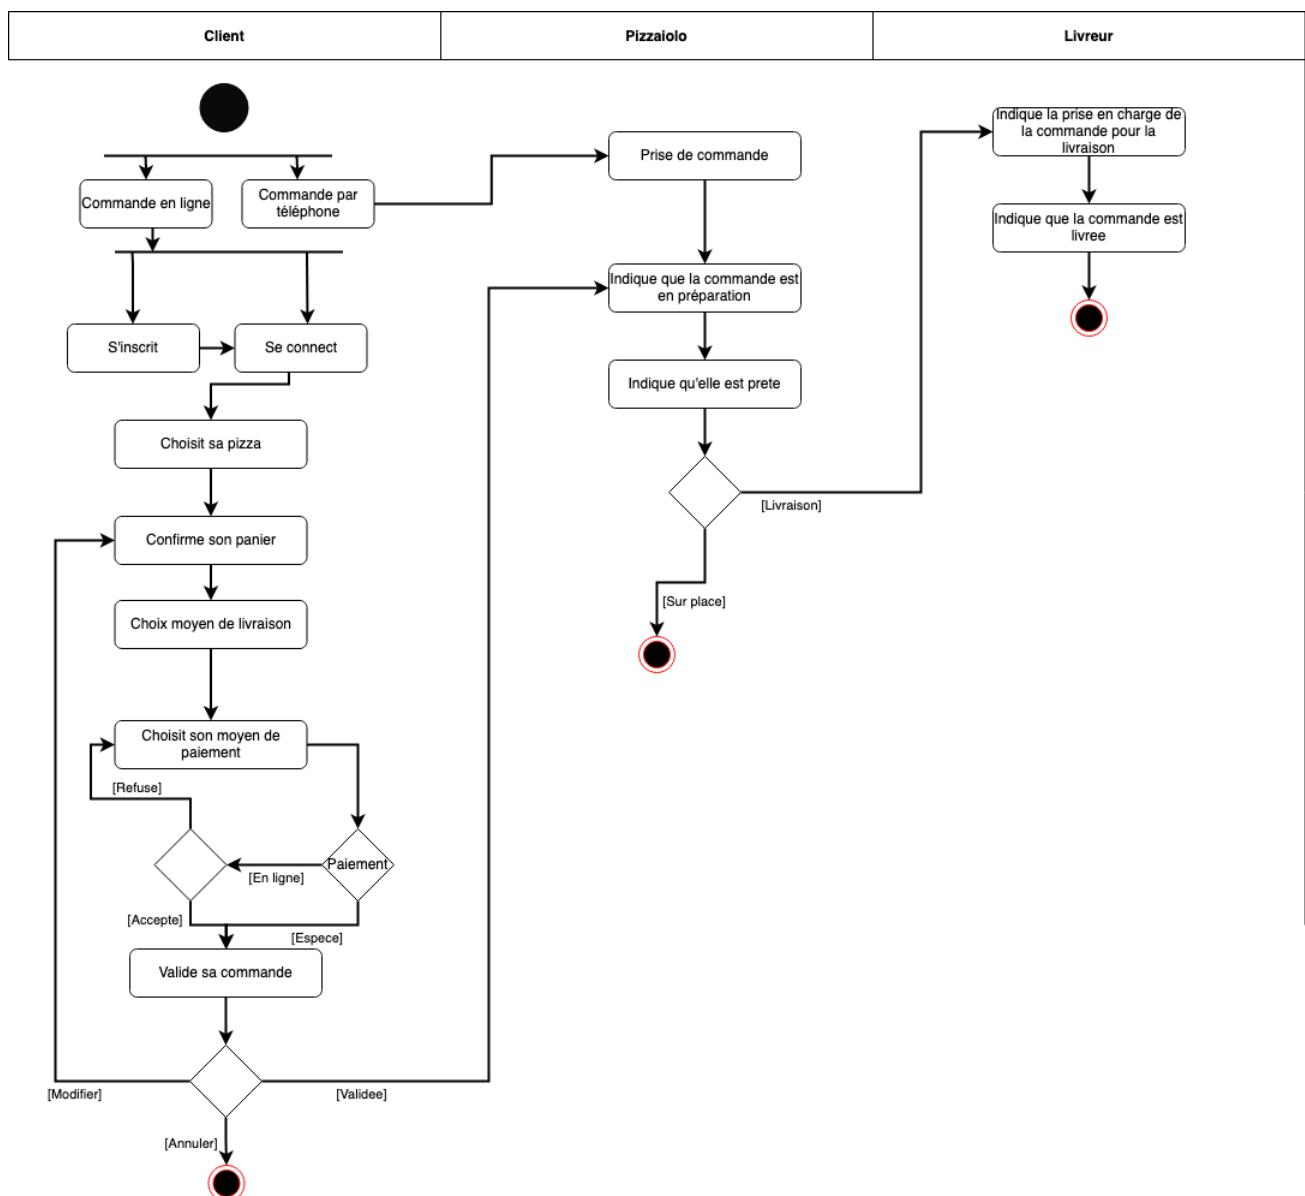 Client
Pizzaiolo
Livreur
Commande en ligne
Commande par
téléphone
S'inscrit
Se connect
Choisit sa pizza
Confirme son panier
Choix moyen de livraison
Choisit son moyen de
paiement
[Refuse]
Paiement
[En ligne]
[Accepte]
[Espece]
Valide sa commande
[Modifier]
[Validee]
[Annuler]
Prise de commande
Indique que la commande est
en préparation
Indique qu'elle est prete
[Livraison]
[Sur place]
Indique la prise en charge de
la commande pour la
livraison
Indique que la commande est
livree